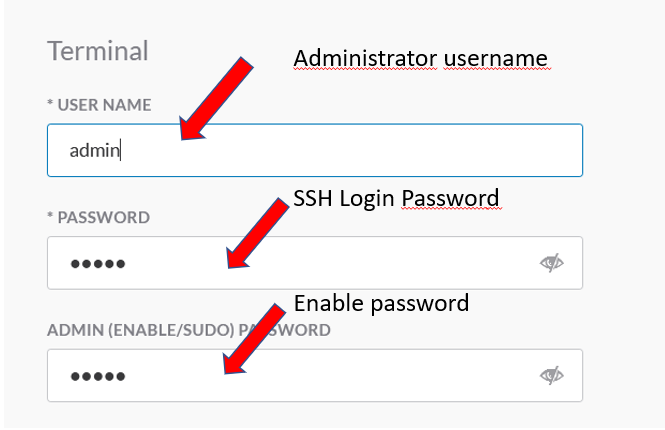 Terminal
Administrator username
* USER NAME
admin
SSH Login Password
* PASSWORD
•••••
Enable password
ADMIN (ENABLE/SUDO) PASSWORD
•••••